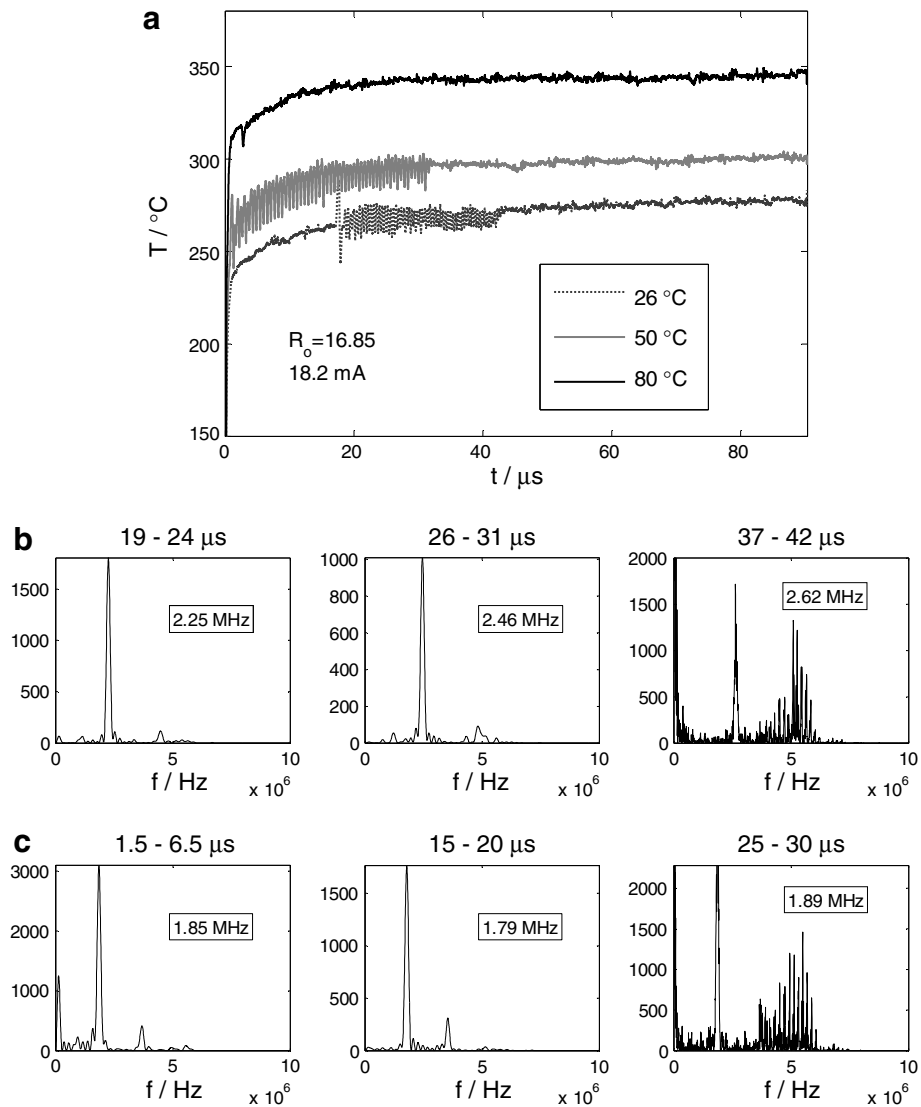 a
350
300
250
200
150
T / °C
R_o=16.85
18.2 mA
26 °C
50 °C
80 °C
0
20
40
60
80
t / μs
b
19 - 24 μs
26 - 31 μs
37 - 42 μs
1500
1000
500
0
2.25 MHz
0
5
10
f / Hz
x 10^6
1000
800
600
400
200
0
2.46 MHz
0
5
10
f / Hz
x 10^6
2000
1500
1000
500
0
2.62 MHz
0
5
10
f / Hz
x 10^6
c
1.5 - 6.5 μs
15 - 20 μs
25 - 30 μs
3000
2000
1000
0
1.85 MHz
0
5
10
f / Hz
x 10^6
1500
1000
500
0
1.79 MHz
0
5
10
f / Hz
x 10^6
2000
1500
1000
500
0
1.89 MHz
0
5
10
f / Hz
x 10^6